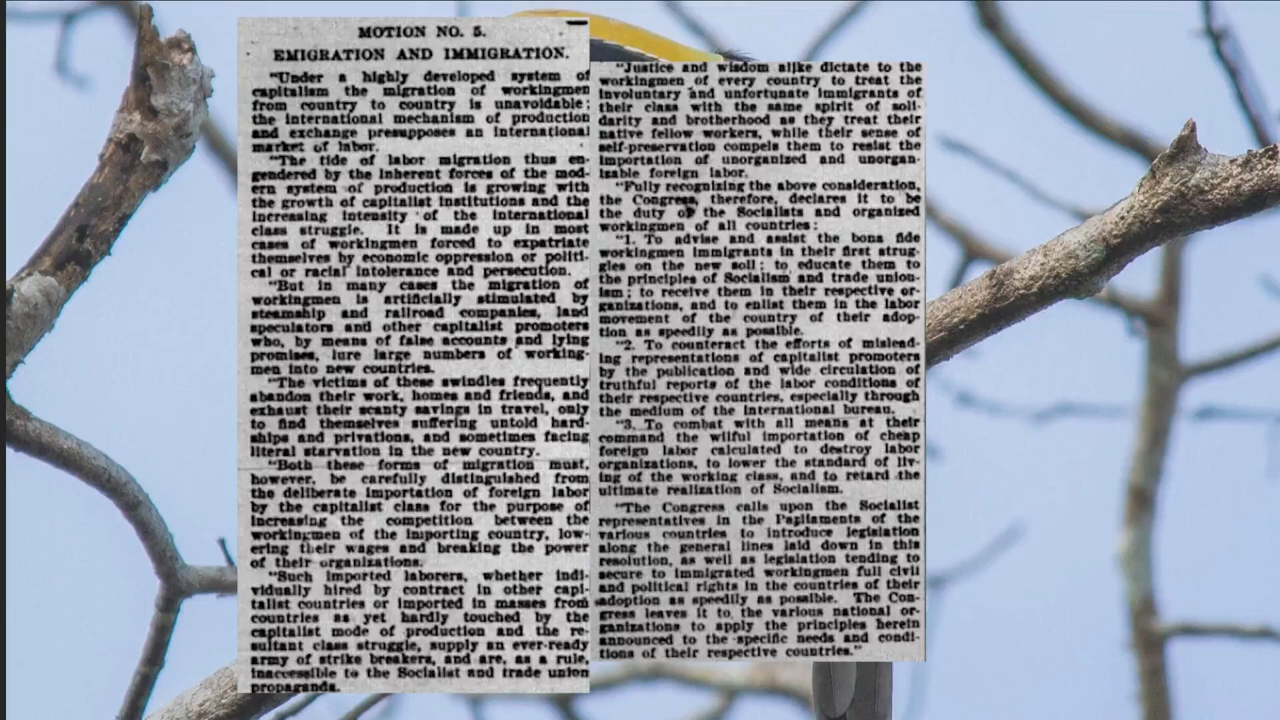 MOTION NO. 5.
EMIGRATION AND IMMIGRATION.
"Under a highly developed system of
capitalism the migration of workingmen
from country to country is unavoidable;
the international mechanism of production
and exchange presupposes an international
market of labor.
"The tide of labor migration thus en-
gendered by the inherent forces of the mod-
ern system of production is growing with
the growth of capitalist institutions and the
increasing intensity of the international
class struggle. It is made up in most
cases of workingmen forced to expatriate
themselves by economic oppression or politi-
cal or racial intolerance and persecution.
"But in many cases the migration of
workingmen is artificially stimulated by
steamship and railroad companies, land
speculators and other capitalist promoters
who, by means of false accounts and lying
promises, lure large numbers of working-
men into new countries.
"The victims of these swindles frequently
abandon their work, homes and friends, and
exhaust their scanty savings in travel, only
to find themselves suffering untold hard-
ships and privations, and sometimes facing
literal starvation in the new country.
"Both these forms of migration must,
however, be carefully distinguished from
the deliberate importation of foreign labor
by the capitalist class for the purpose of
increasing the competition between the
workingmen of the importing country, low-
ering their wages and breaking the power
of their organizations.
"Such imported laborers, whether indi-
vidually hired by contract in other capi-
talist countries or imported in masses from
countries as yet hardly touched by the
capitalist mode of production and the re-
sultant class struggle, supply an ever-ready
army of strike breakers, and are, as a rule,
inaccessible to the Socialist and trade union
propaganda.
"Justice and wisdom alike dictate to the
workingmen of every country to treat the
involuntary and unfortunate immigrants of
their class with the same spirit of soli-
darity and brotherhood as they treat their
native fellow workers, while their sense of
self-preservation compels them to resist the
importation of unorganized and unorgan-
izable foreign labor.
"Fully recognizing the above consideration,
the Congress, therefore, declares it to be
the duty of the Socialists and organized
workingmen of all countries:
"1. To advise and assist the bona fide
workingmen immigrants in their first strug-
gles on the new soil; to educate them to
the principles of Socialism and trade union-
ism; to receive them in their respective or-
ganizations, and to enlist them in the labor
movement of the country of their adop-
tion as speedily as possible.
"2. To counteract the efforts of mislead-
ing representations of capitalist promoters
by the publication and wide circulation of
truthful reports of the labor conditions of
their respective countries, especially through
the medium of the international bureau.
"3. To combat with all means at their
command the wilful importation of cheap
foreign labor calculated to destroy labor
organizations, to lower the standard of liv-
ing of the working class, and to retard the
ultimate realization of Socialism.
"The Congress calls upon the Socialist
representatives in the Parliaments of the
various countries to introduce legislation
along the general lines laid down in this
resolution, as well as legislation tending to
secure to immigrated workingmen full civil
and political rights in the countries of their
adoption as speedily as possible. The Con-
gress leaves it to the various national or-
ganizations to apply the principles herein
announced to the specific needs and condi-
tions of their respective countries."